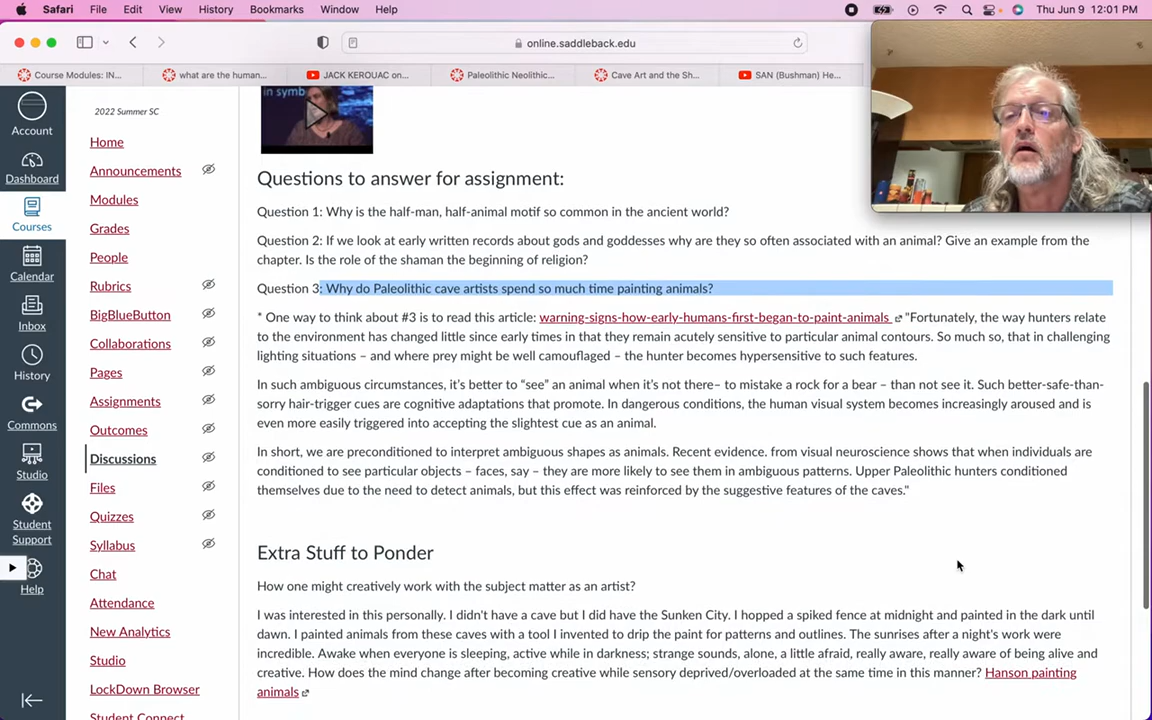 Safari File Edit View History Bookmarks Window Help Thu Jun 9 12:01 PM
online.saddleback.edu
Course Modules: IN... what are the human... JACK KEROUAC on... Paleolithic Neolithic... Cave Art and the Sh... SAN (Bushman) He...
Account
Dashboard
Courses
Calendar
Inbox
History
Commons
Studio
Student
Support
Help
2022 Summer SC
Home
Announcements
Modules
Grades
People
Rubrics
BigBlueButton
Collaborations
Pages
Assignments
Outcomes
Discussions
Files
Quizzes
Syllabus
Chat
Attendance
New Analytics
Studio
LockDown Browser
Student Connect
in symb
Questions to answer for assignment:
Question 1: Why is the half-man, half-animal motif so common in the ancient world?
Question 2: If we look at early written records about gods and goddesses why are they so often associated with an animal? Give an example from the
chapter. Is the role of the shaman the beginning of religion?
Question 3: Why do Paleolithic cave artists spend so much time painting animals?
* One way to think about #3 is to read this article: warning-signs-how-early-humans-first-began-to-paint-animals "Fortunately, the way hunters relate
to the environment has changed little since early times in that they remain acutely sensitive to particular animal contours. So much so, that in challenging
lighting situations – and where prey might be well camouflaged – the hunter becomes hypersensitive to such features.
In such ambiguous circumstances, it's better to “see” an animal when it's not there– to mistake a rock for a bear – than not see it. Such better-safe-than-
sorry hair-trigger cues are cognitive adaptations that promote. In dangerous conditions, the human visual system becomes increasingly aroused and is
even more easily triggered into accepting the slightest cue as an animal.
In short, we are preconditioned to interpret ambiguous shapes as animals. Recent evidence. from visual neuroscience shows that when individuals are
conditioned to see particular objects – faces, say – they are more likely to see them in ambiguous patterns. Upper Paleolithic hunters conditioned
themselves due to the need to detect animals, but this effect was reinforced by the suggestive features of the caves."
Extra Stuff to Ponder
How one might creatively work with the subject matter as an artist?
I was interested in this personally. I didn't have a cave but I did have the Sunken City. I hopped a spiked fence at midnight and painted in the dark until
dawn. I painted animals from these caves with a tool I invented to drip the paint for patterns and outlines. The sunrises after a night's work were
incredible. Awake when everyone is sleeping, active while in darkness; strange sounds, alone, a little afraid, really aware, really aware of being alive and
creative. How does the mind change after becoming creative while sensory deprived/overloaded at the same time in this manner? Hanson painting
animals